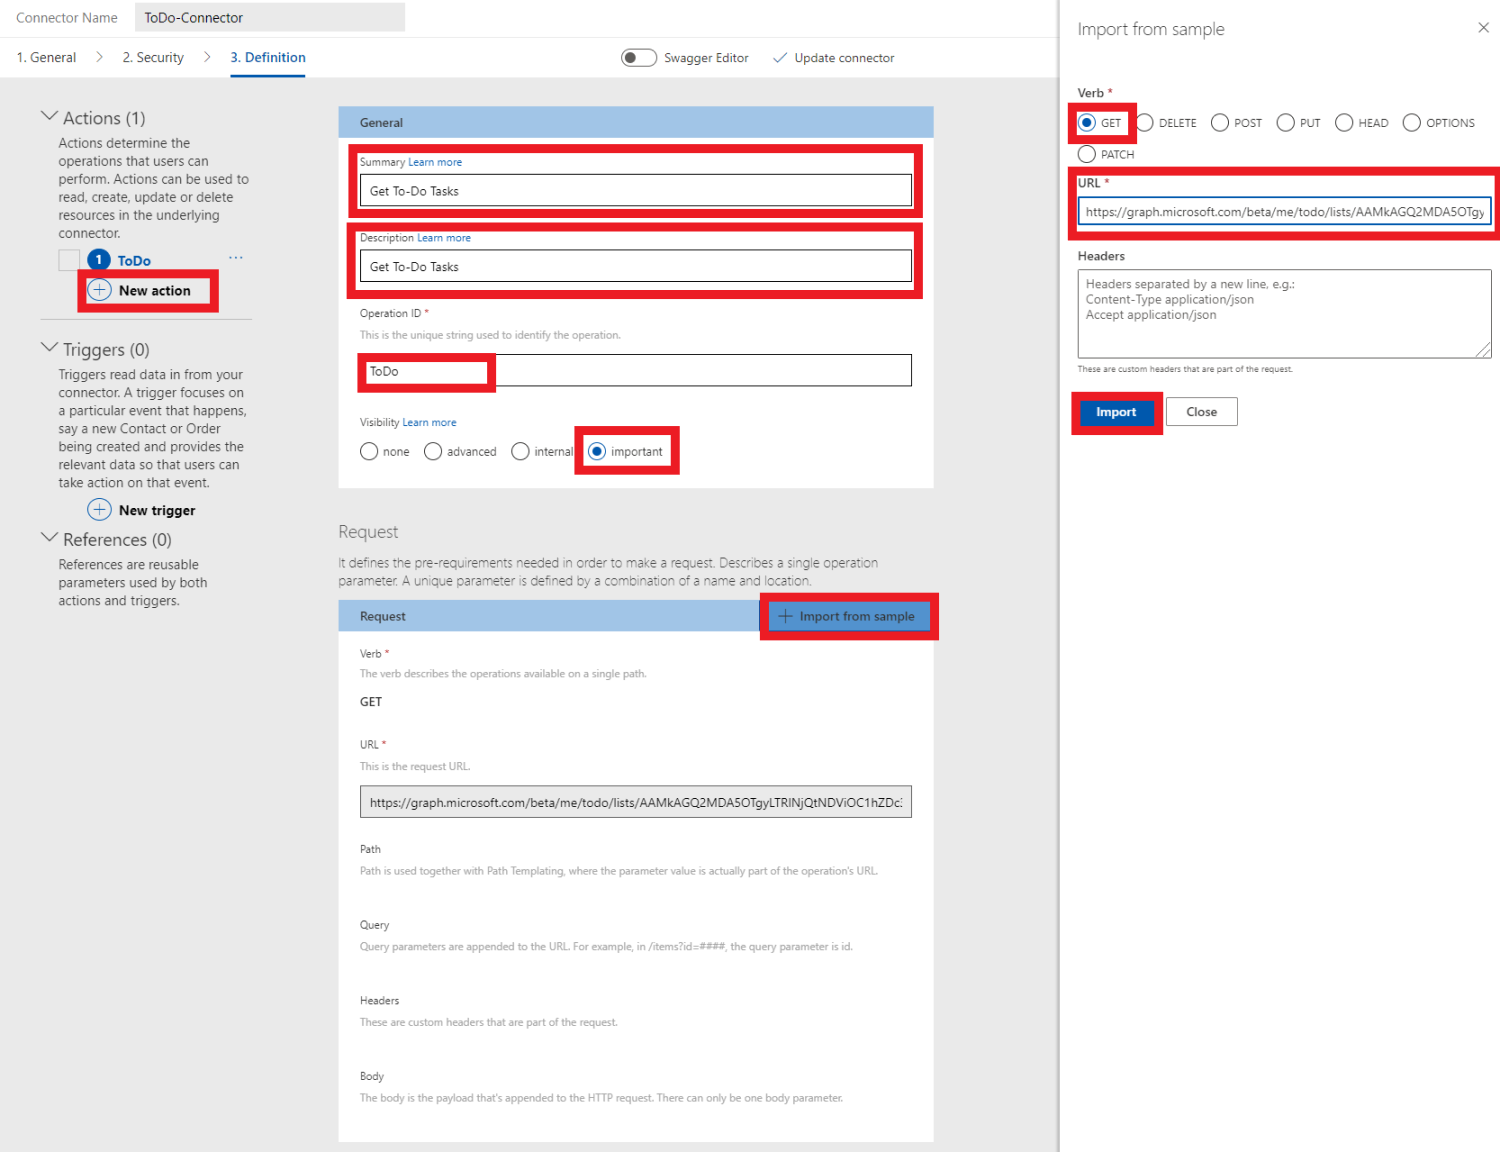 Connector Name
ToDo-Connector
1. General
2. Security
3. Definition
Swagger Editor
Update connector
Actions (1)
Actions determine the
operations that users can
perform. Actions can be used to
read, create, update or delete
resources in the underlying
connector.
1 ToDo ...
New action
Triggers (0)
Triggers read data in from your
connector. A trigger focuses on
a particular event that happens,
say a new Contact or Order
being created and provides the
relevant data so that users can
take action on that event.
New trigger
References (0)
References are reusable
parameters used by both
actions and triggers.
General
Summary Learn more
Get To-Do Tasks
Description Learn more
Get To-Do Tasks
Operation ID *
This is the unique string used to identify the operation.
ToDo
Visibility Learn more
none advanced internal important
Request
It defines the pre-requirements needed in order to make a request. Describes a single operation
parameter. A unique parameter is defined by a combination of a name and location.
Request
Import from sample
Verb *
The verb describes the operations available on a single path.
GET
URL *
This is the request URL.
https://graph.microsoft.com/beta/me/todo/lists/AAMkAGQ2MDA5OTgyLTRlNjQtNDViOC1hZDc3
Path
Path is used together with Path Templating, where the parameter value is actually part of the operation's URL.
Query
Query parameters are appended to the URL. For example, in /items?id=####, the query parameter is id.
Headers
These are custom headers that are part of the request.
Body
The body is the payload that's appended to the HTTP request. There can only be one body parameter.
Import from sample
Verb *
GET DELETE POST PUT HEAD OPTIONS
PATCH
URL *
https://graph.microsoft.com/beta/me/todo/lists/AAMkAGQ2MDA5OTgy
Headers
Headers separated by a new line, e.g.:
Content-Type application/json
Accept application/json
These are custom headers that are part of the request.
Import
Close